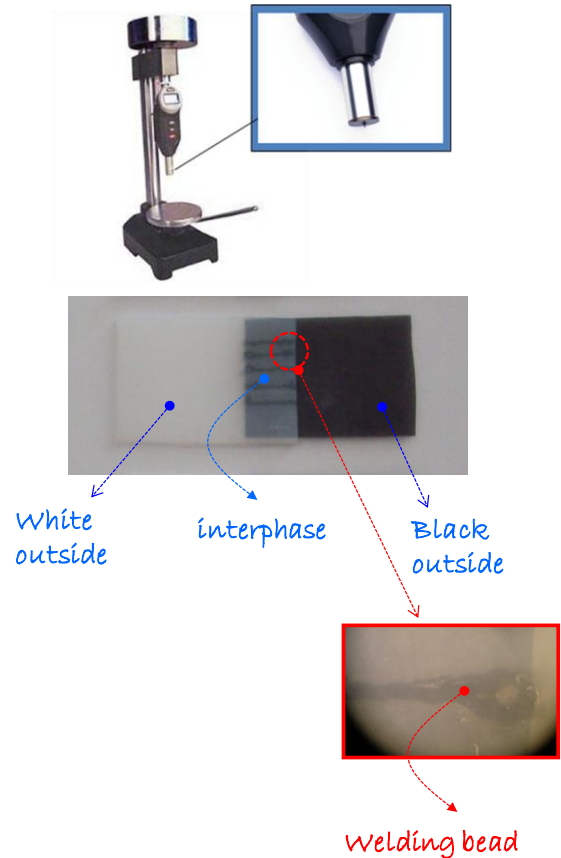 White
outside
interphase
Black
outside
Welding bead